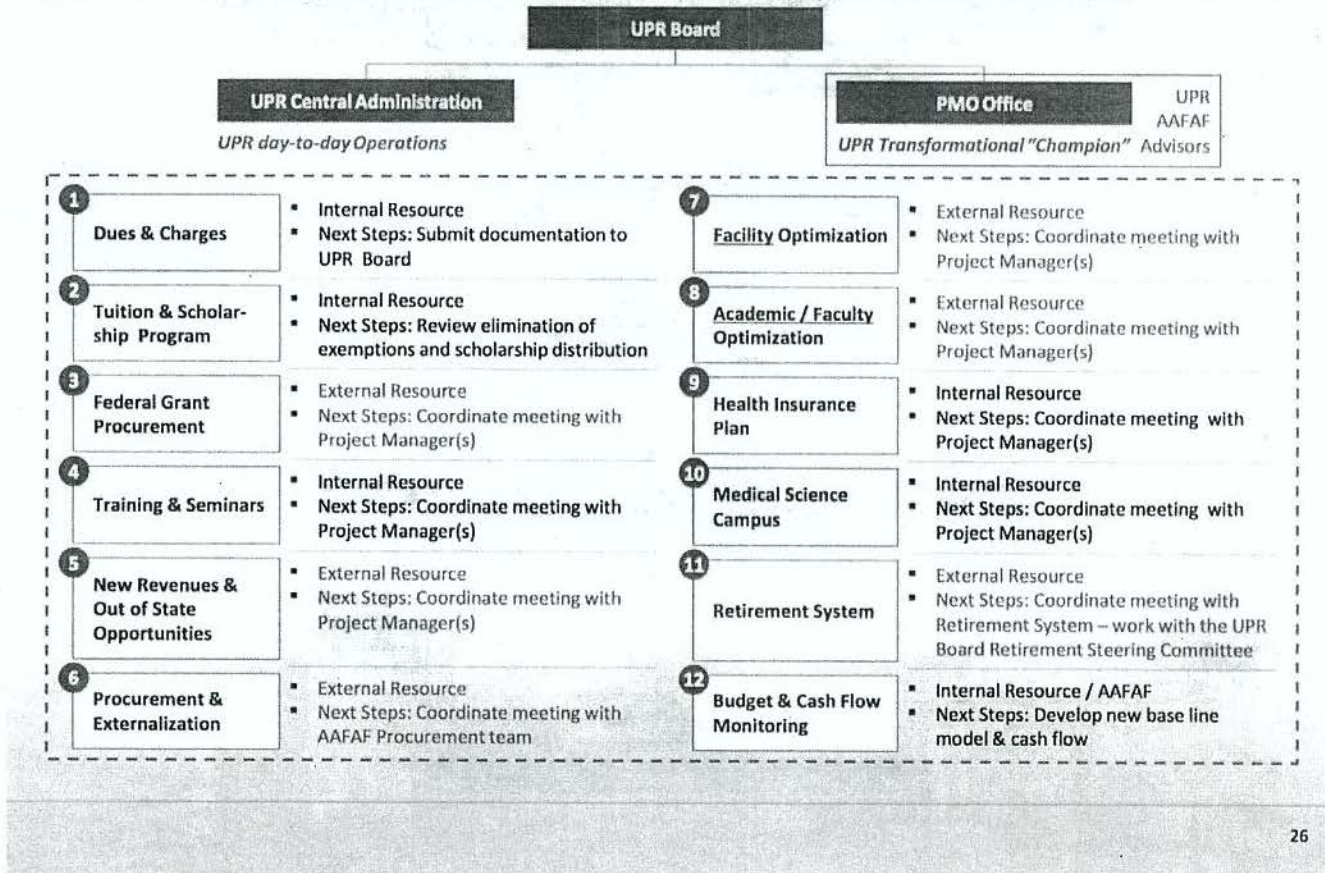 UPR Board
UPR Central Administration
UPR day-to-day Operations
PMO Office
UPR Transformational "Champion"
UPR
AAFAF
Advisors
1
Dues & Charges
▪ Internal Resource
▪ Next Steps: Submit documentation to
UPR Board
2
Tuition & Scholar-
ship Program
▪ Internal Resource
▪ Next Steps: Review elimination of
exemptions and scholarship distribution
3
Federal Grant
Procurement
▪ External Resource
▪ Next Steps: Coordinate meeting with
Project Manager(s)
4
Training & Seminars
▪ Internal Resource
▪ Next Steps: Coordinate meeting with
Project Manager(s)
5
New Revenues &
Out of State
Opportunities
▪ External Resource
▪ Next Steps: Coordinate meeting with
Project Manager(s)
6
Procurement &
Externalization
▪ External Resource
▪ Next Steps: Coordinate meeting with
AAFAF Procurement team
7
Facility Optimization
▪ External Resource
▪ Next Steps: Coordinate meeting with
Project Manager(s)
8
Academic / Faculty
Optimization
▪ External Resource
▪ Next Steps: Coordinate meeting with
Project Manager(s)
9
Health Insurance
Plan
▪ Internal Resource
▪ Next Steps: Coordinate meeting with
Project Manager(s)
10
Medical Science
Campus
▪ Internal Resource
▪ Next Steps: Coordinate meeting with
Project Manager(s)
11
Retirement System
▪ External Resource
▪ Next Steps: Coordinate meeting with
Retirement System – work with the UPR
Board Retirement Steering Committee
12
Budget & Cash Flow
Monitoring
▪ Internal Resource / AAFAF
▪ Next Steps: Develop new base line
model & cash flow
26